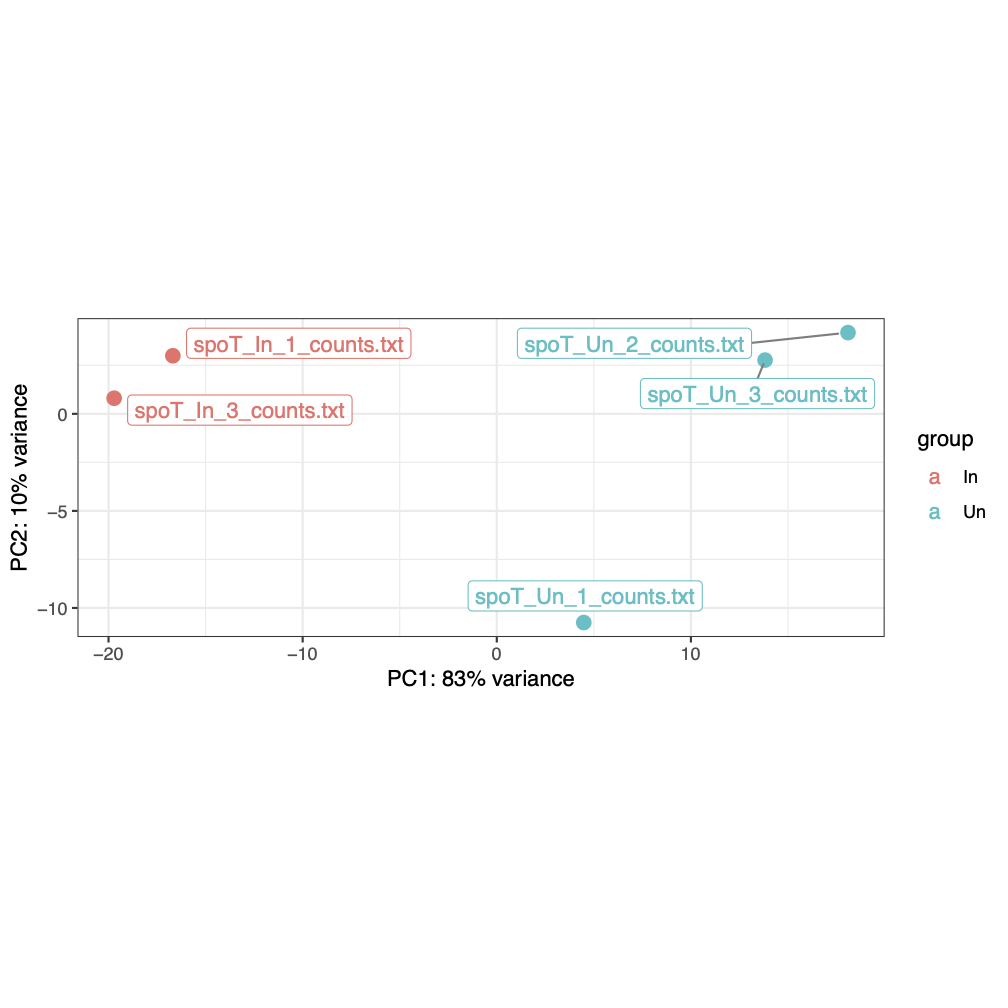 spoT_In_1_counts.txt
spoT_Un_2_counts.txt
spoT_Un_3_counts.txt
spoT_In_3_counts.txt
spoT_Un_1_counts.txt
0
−5
−10
PC2: 10% variance
−20
−10
0
10
PC1: 83% variance
group
a In
a Un